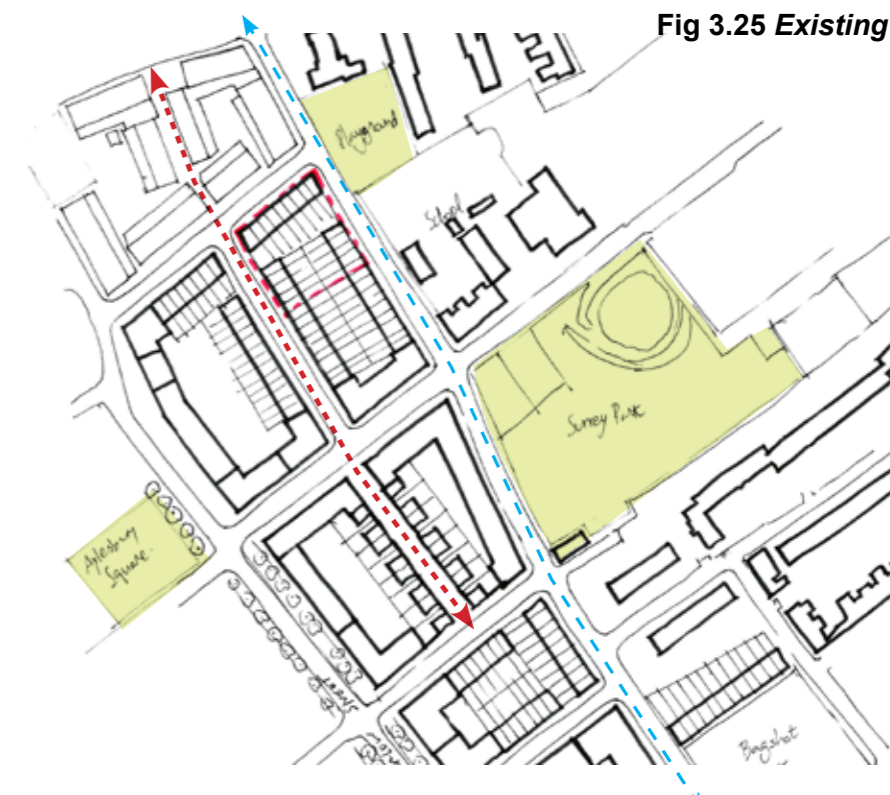 Fig 3.25 Existing
Playground
School
Surrey Park
Aylesbury
Square.
Bagshot